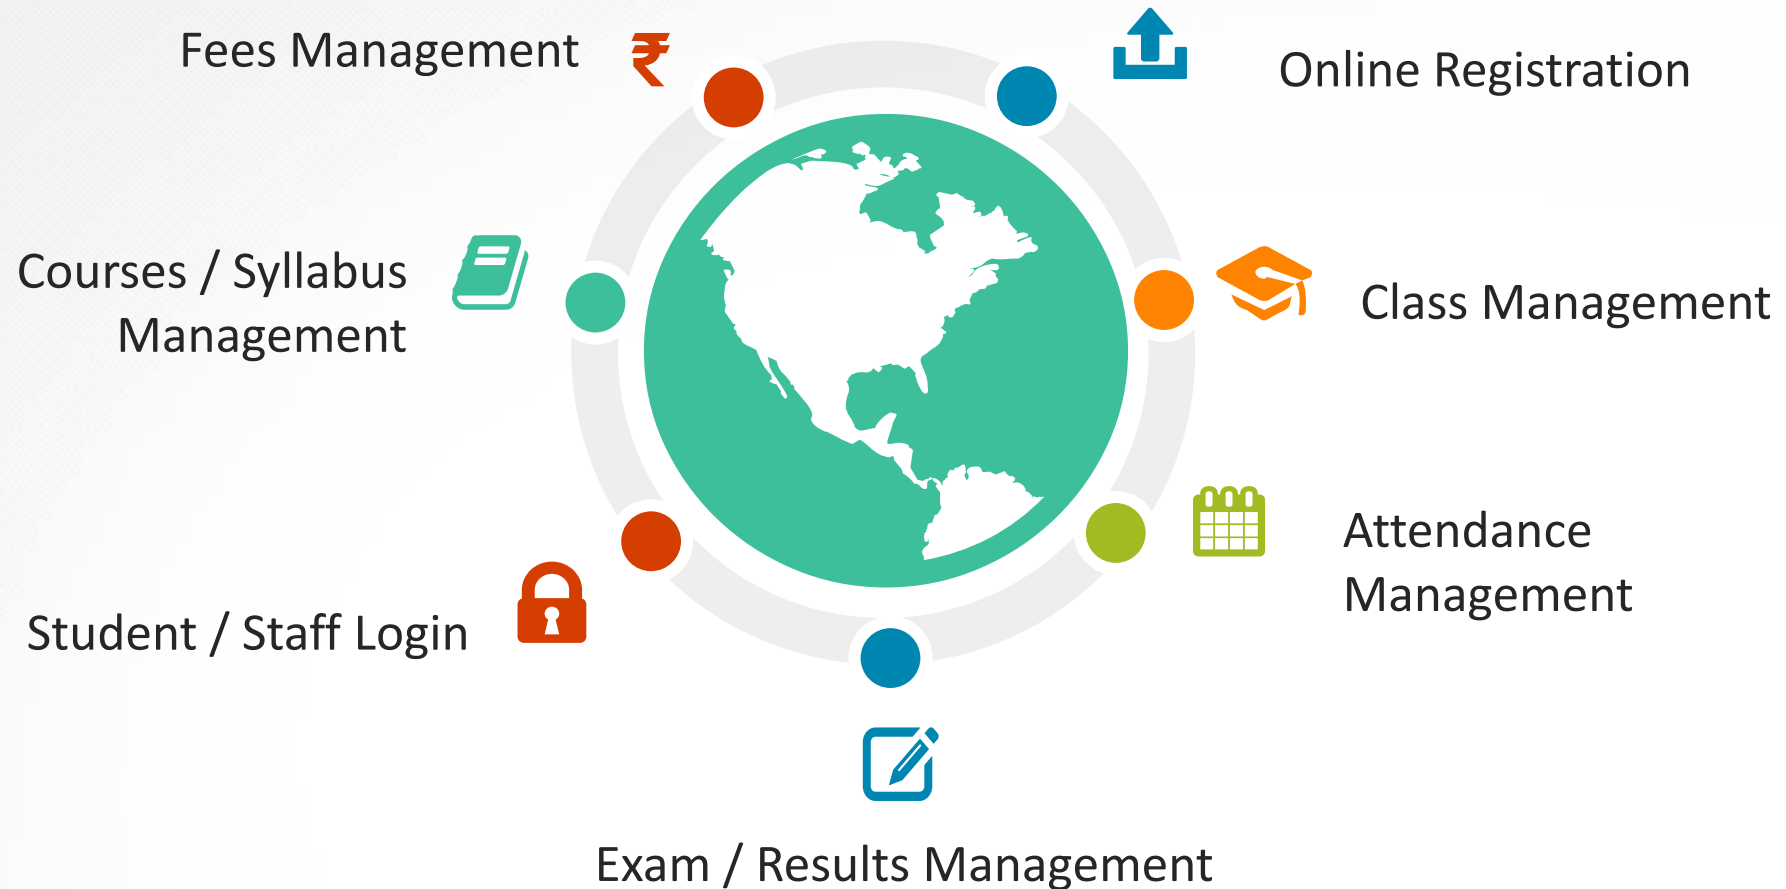 Fees Management
₹
Online Registration
Courses / Syllabus
Management
Class Management
Attendance
Management
Student / Staff Login
Exam / Results Management